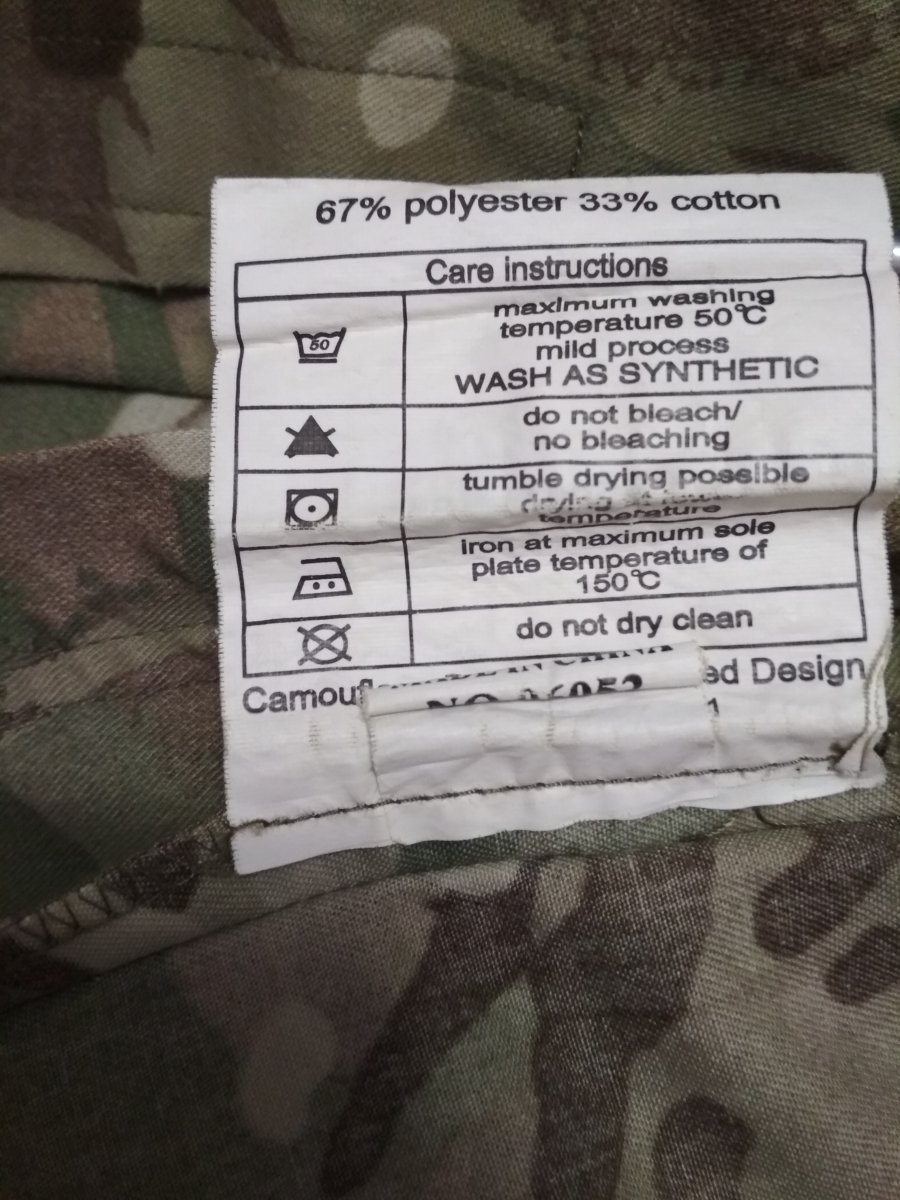 67% polyester 33% cotton
Care instructions
50
maximum washing
temperature 50℃
mild process
WASH AS SYNTHETIC
do not bleach/
no bleaching
tumble drying possible
drying
temperature
iron at maximum sole
plate temperature of
150℃
do not dry clean
Design
1